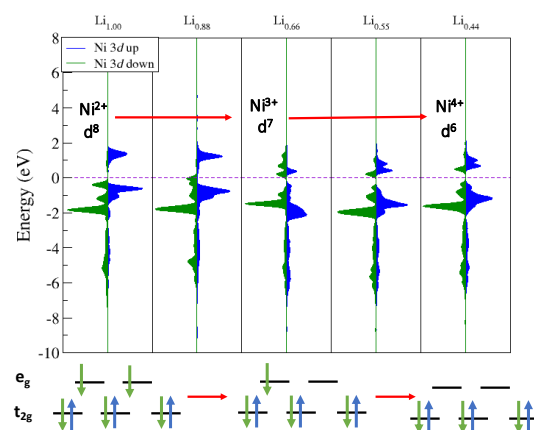 Li1.00 Li0.88 Li0.66 Li0.55 Li0.44
Ni 3d up
Ni 3d down
Ni2+ Ni3+ Ni4+
d8 d7 d6
Energy (eV)
8
6
4
2
0
-2
-4
-6
-8
-10
eg
t2g